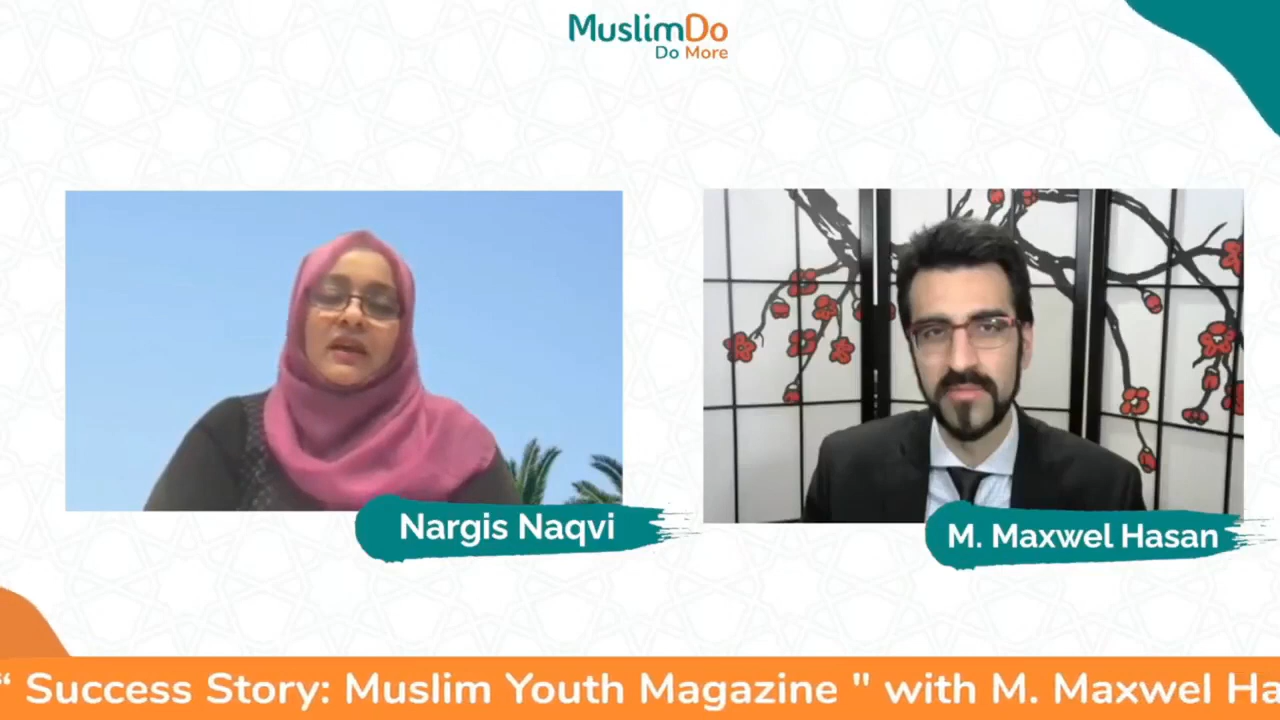 MuslimDo
Do More
Nargis Naqvi
M. Maxwel Hasan
“ Success Story: Muslim Youth Magazine " with M. Maxwel Ha